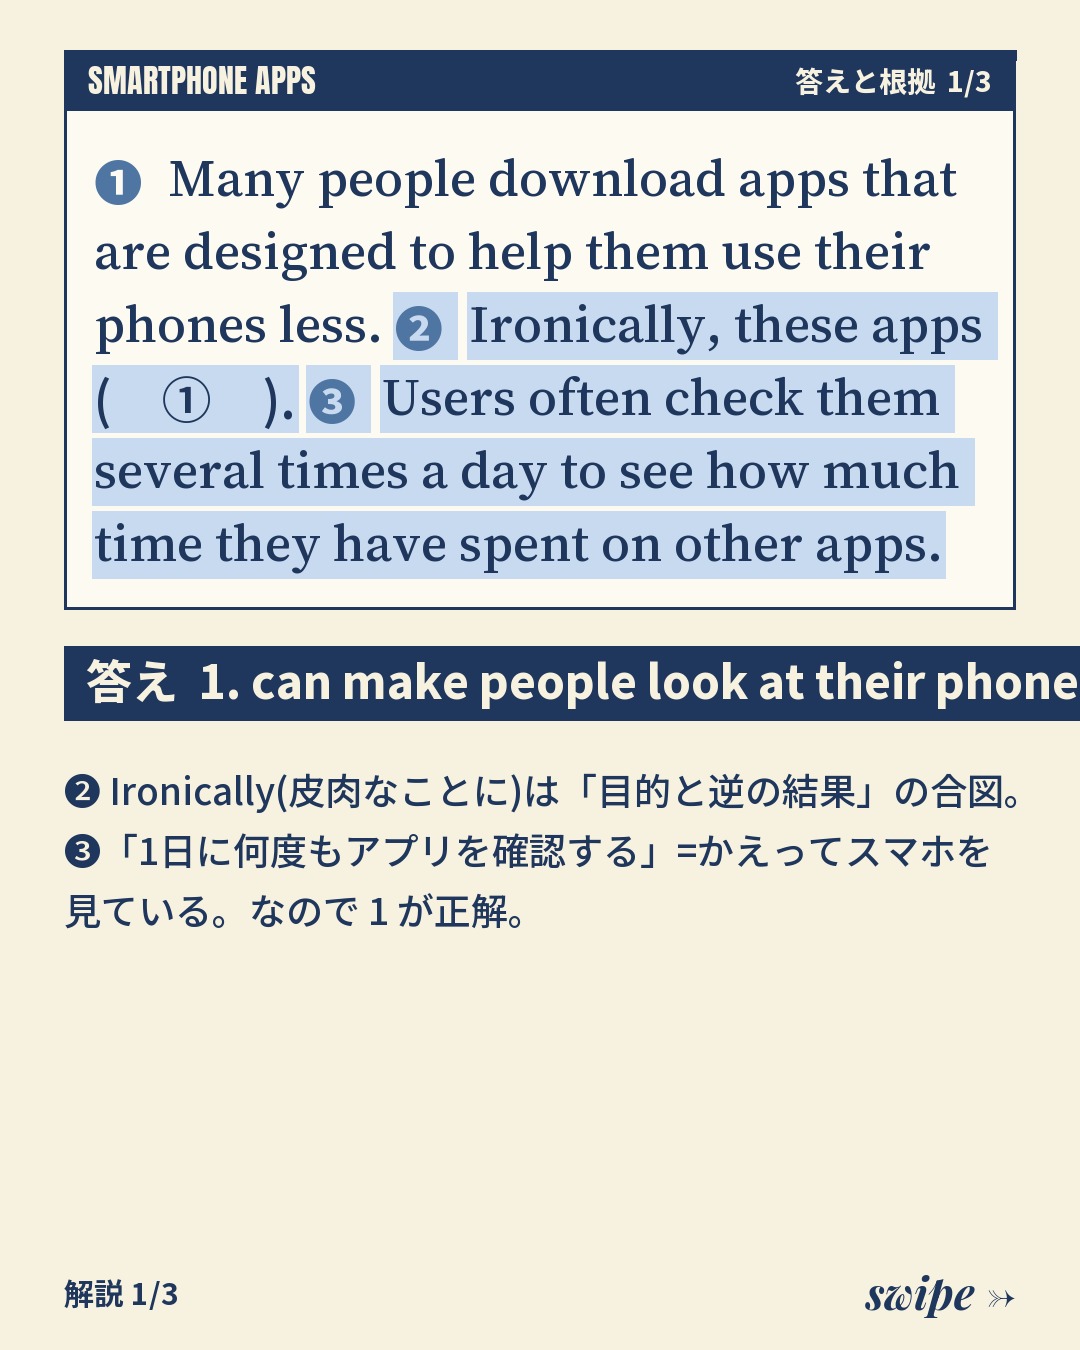 SMARTPHONE APPS
答えと根拠 1/3
❶ Many people download apps that
are designed to help them use their
phones less. ❷ Ironically, these apps
( ① ). ❸ Users often check them
several times a day to see how much
time they have spent on other apps.
答え 1. can make people look at their phone
❷ Ironically(皮肉なことに)は「目的と逆の結果」の合図。
❸「1日に何度もアプリを確認する」=かえってスマホを
見ている。なので 1 が正解。
解説 1/3
swipe